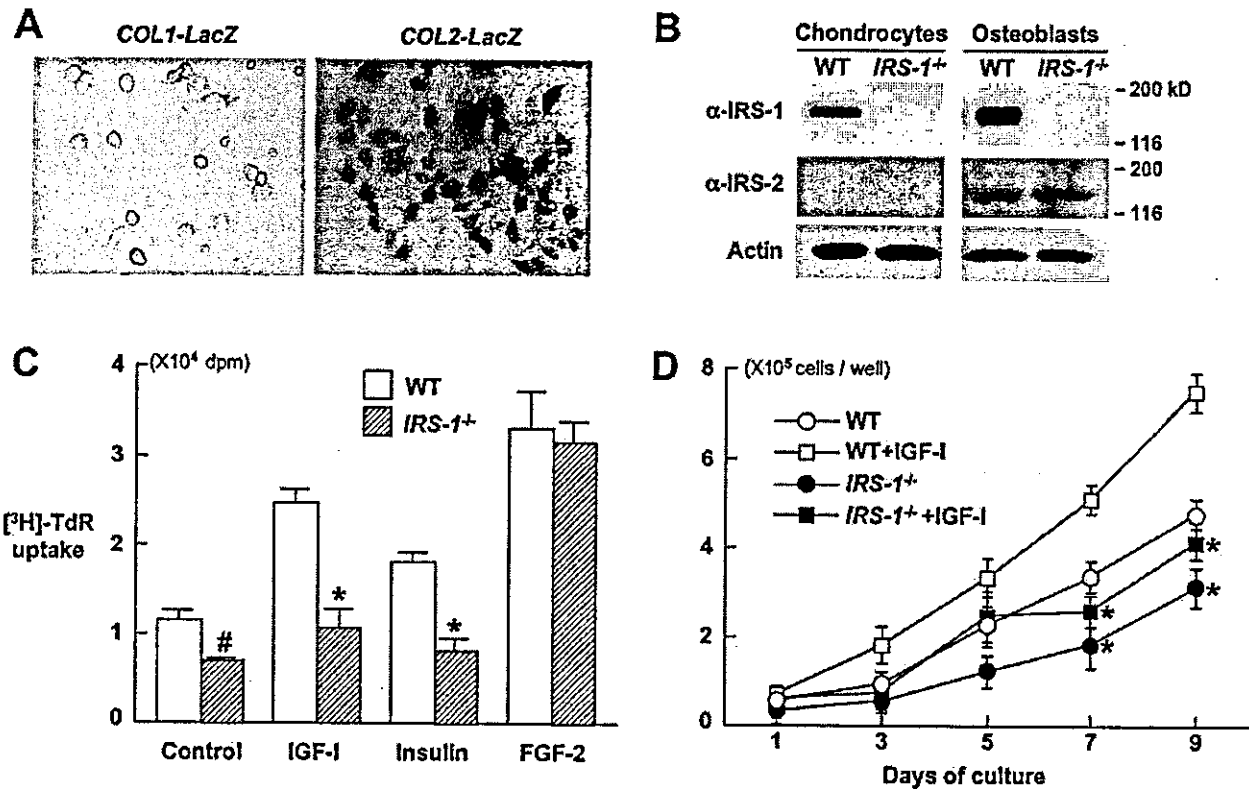 A
COL1-LacZ
COL2-LacZ
B
Chondrocytes
Osteoblasts
WT
IRS-1-/-
WT
IRS-1-/-
α-IRS-1
- 200 kD
- 116
α-IRS-2
- 200
- 116
Actin
C
(X10⁴ dpm)
4
3
2
1
0
[³H]-TdR
uptake
WT
IRS-1-/-
#
*
*
Control
IGF-I
Insulin
FGF-2
D
(X10⁵ cells / well)
8
6
4
2
0
WT
WT+IGF-I
IRS-1-/-
IRS-1-/- +IGF-I
*
*
*
*
1
3
5
7
9
Days of culture